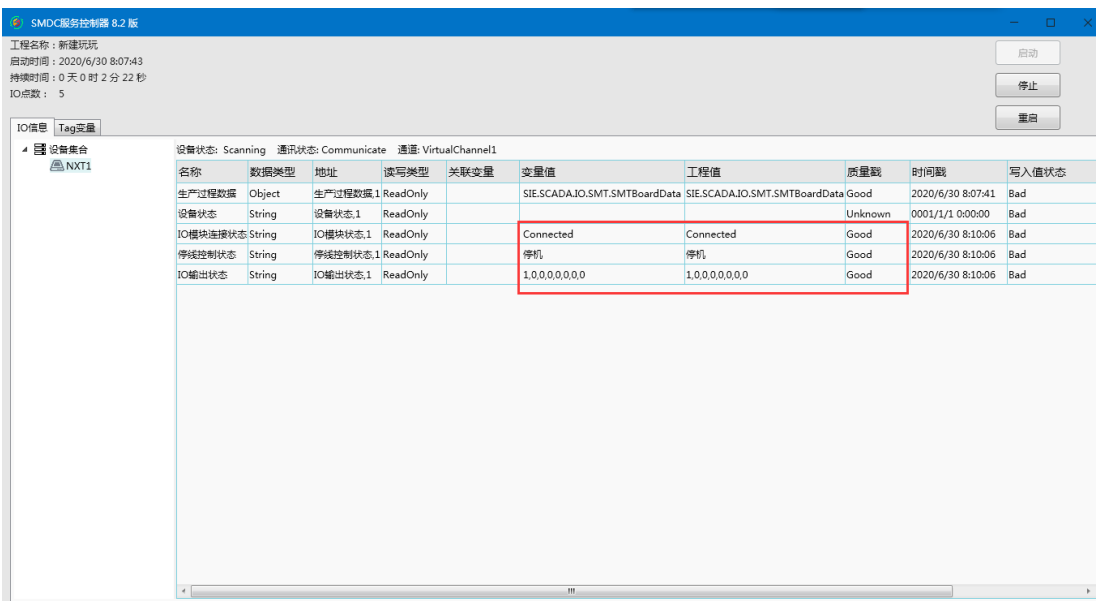 SMDC服务控制器 8.2 版
工程名称：新建玩玩
启动时间：2020/6/30 8:07:43
持续时间：0 天 0 时 2 分 22 秒
IO点数： 5
启动
停止
重启
IO信息 Tag变量
设备集合
NXT1
设备状态: Scanning 通讯状态: Communicate 通道: VirtualChannel1
名称 数据类型 地址 读写类型 关联变量 变量值 工程值 质量戳 时间戳 写入值状态
生产过程数据 Object 生产过程数据,1 ReadOnly SIE.SCADA.IO.SMT.SMTBoardData SIE.SCADA.IO.SMT.SMTBoardData Good 2020/6/30 8:07:41 Bad
设备状态 String 设备状态,1 ReadOnly Unknown 0001/1/1 0:00:00 Bad
IO模块连接状态 String IO模块状态,1 ReadOnly Connected Connected Good 2020/6/30 8:10:06 Bad
停线控制状态 String 停线控制状态,1 ReadOnly 停机 停机 Good 2020/6/30 8:10:06 Bad
IO输出状态 String IO输出状态,1 ReadOnly 1,0,0,0,0,0,0,0 1,0,0,0,0,0,0,0 Good 2020/6/30 8:10:06 Bad